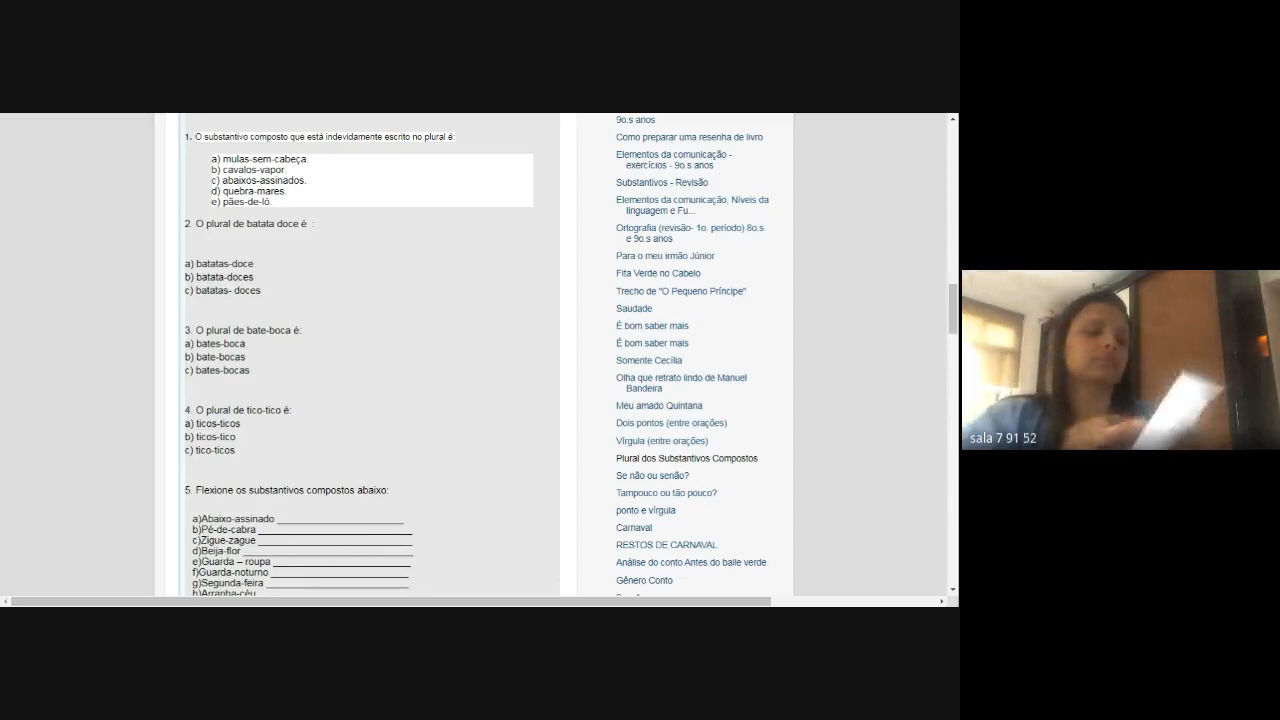 1. O substantivo composto que está indevidamente escrito no plural é:
a) mulas-sem-cabeça.
b) cavalos-vapor.
c) abaixos-assinados.
d) quebra-mares.
e) pães-de-ló.
2. O plural de batata doce é :
a) batatas-doce
b) batata-doces
c) batatas- doces
3. O plural de bate-boca é:
a) bates-boca
b) bate-bocas
c) bates-bocas
4. O plural de tico-tico é:
a) ticos-ticos
b) ticos-tico
c) tico-ticos
5. Flexione os substantivos compostos abaixo:
a)Abaixo-assinado
b)Pé-de-cabra
c)Zigue-zague
d)Beija-flor
e)Guarda – roupa
f)Guarda-noturno
g)Segunda-feira
h)Arranha-céu
9o.s anos
Como preparar uma resenha de livro
Elementos da comunicação -
exercícios - 9o.s anos
Substantivos - Revisão
Elementos da comunicação, Níveis da
linguagem e Fu...
Ortografia (revisão- 1o. período) 8o.s
e 9o.s anos
Para o meu irmão Júnior
Fita Verde no Cabelo
Trecho de "O Pequeno Príncipe"
Saudade
É bom saber mais
É bom saber mais
Somente Cecília
Olha que retrato lindo de Manuel
Bandeira
Meu amado Quintana
Dois pontos (entre orações)
Vírgula (entre orações)
Plural dos Substantivos Compostos
Se não ou senão?
Tampouco ou tão pouco?
ponto e vírgula
Carnaval
RESTOS DE CARNAVAL
Análise do conto Antes do baile verde
Gênero Conto
sala 7 91 52